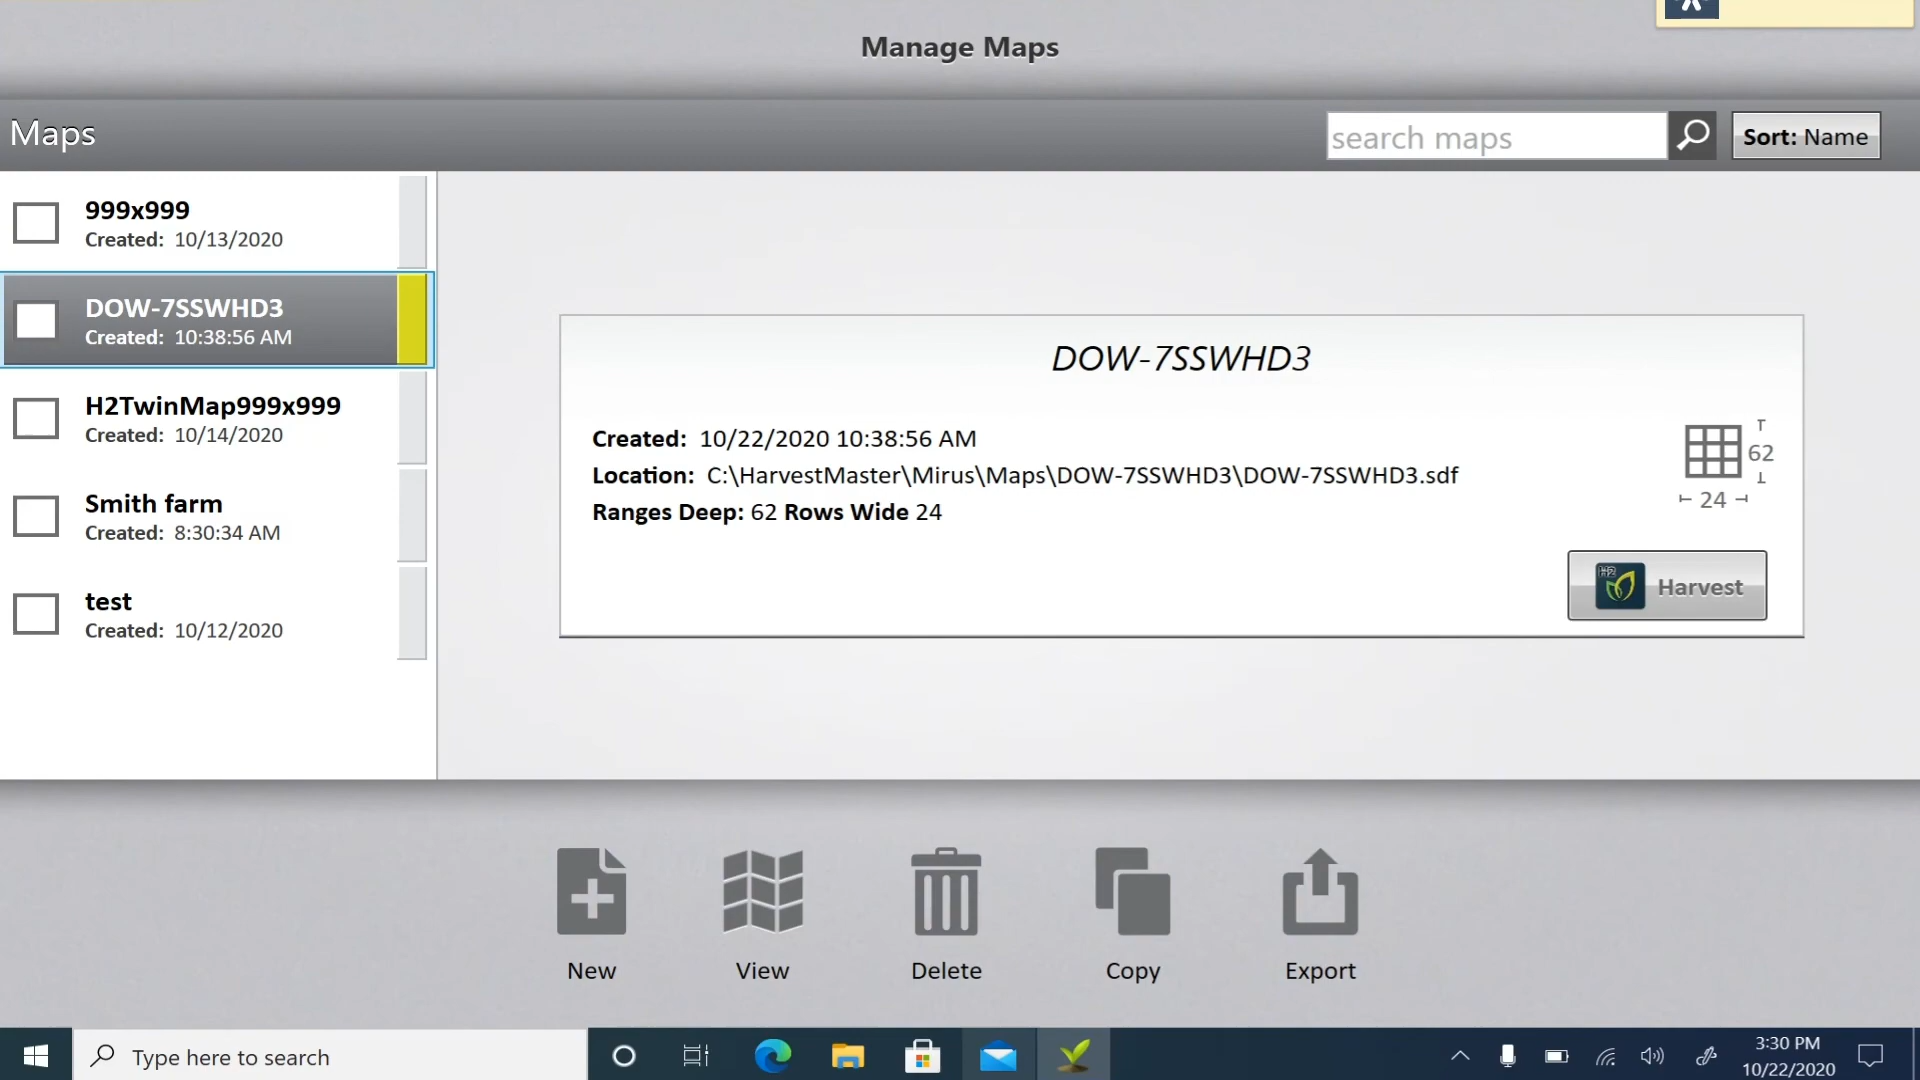 Manage Maps
Maps
search maps
Sort: Name
999x999
Created: 10/13/2020
DOW-7SSWHD3
Created: 10:38:56 AM
H2TwinMap999x999
Created: 10/14/2020
Smith farm
Created: 8:30:34 AM
test
Created: 10/12/2020
DOW-7SSWHD3
Created: 10/22/2020 10:38:56 AM
Location: C:\HarvestMaster\Mirus\Maps\DOW-7SSWHD3\DOW-7SSWHD3.sdf
Ranges Deep: 62 Rows Wide 24
62
24
H2
Harvest
New
View
Delete
Copy
Export
Type here to search
3:30 PM
10/22/2020